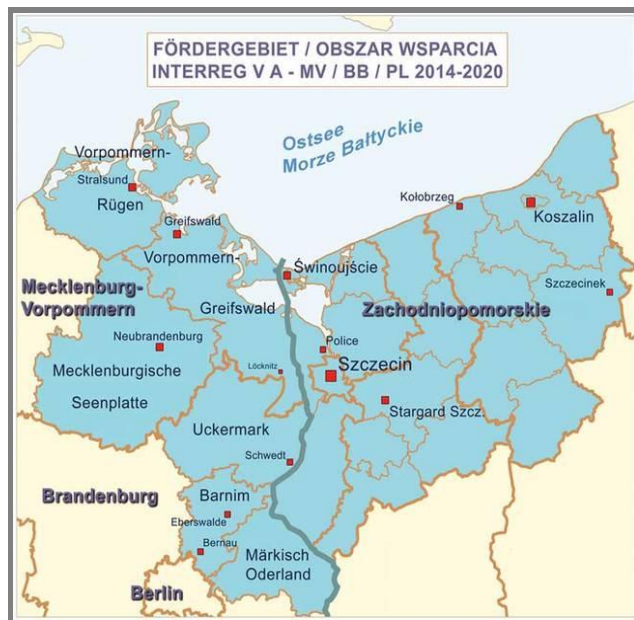 FÖRDERGEBIET / OBSZAR WSPARCIA
INTERREG V A - MV / BB / PL 2014-2020
Ostsee
Morze Bałtyckie
Vorpommern-
Stralsund
Rügen
Kołobrzeg
Koszalin
Greifswald
Vorpommern-
Świnoujście
Mecklenburg-
Vorpommern
Greifswald
Szczecinek
Zachodniopomorskie
Neubrandenburg
Police
Mecklenburgische
Löcknitz
Szczecin
Seenplatte
Stargard Szcz.
Uckermark
Schwedt
Brandenburg
Barnim
Eberswalde
Bernau
Märkisch
Oderland
Berlin